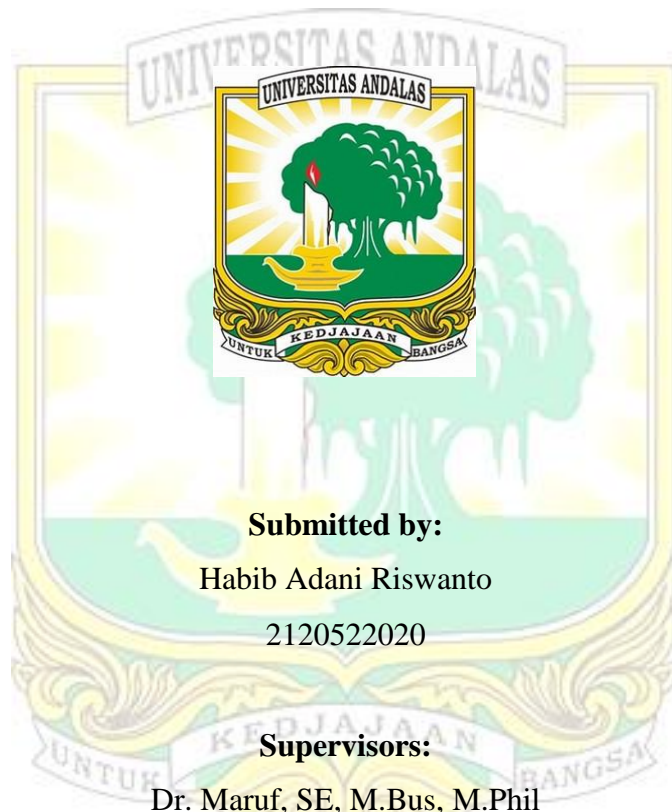 UNIVERSITAS ANDALAS
UNIVERSITAS ANDALAS
UNTUK KEDJAJAAN BANGSA
Submitted by:
Habib Adani Riswanto
2120522020
Supervisors:
UNTUK KEDJAJAAN BANGSA
Dr. Maruf, SE, M.Bus, M.Phil